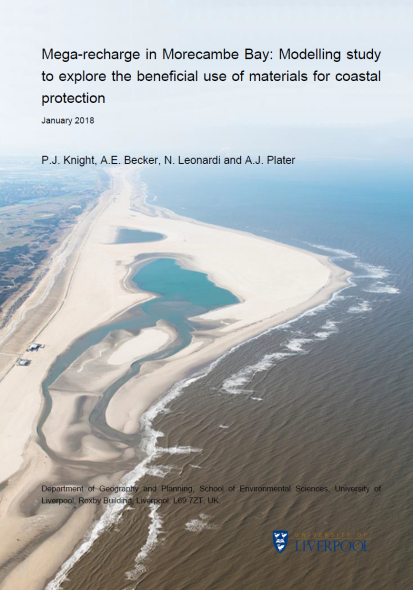 Mega-recharge in Morecambe Bay: Modelling study
to explore the beneficial use of materials for coastal
protection
January 2018
P.J. Knight, A.E. Becker, N. Leonardi and A.J. Plater
Department of Geography and Planning, School of Environmental Sciences, University of
Liverpool, Roxby Building, Liverpool, L69 7ZT, UK
UNIVERSITY OF
LIVERPOOL